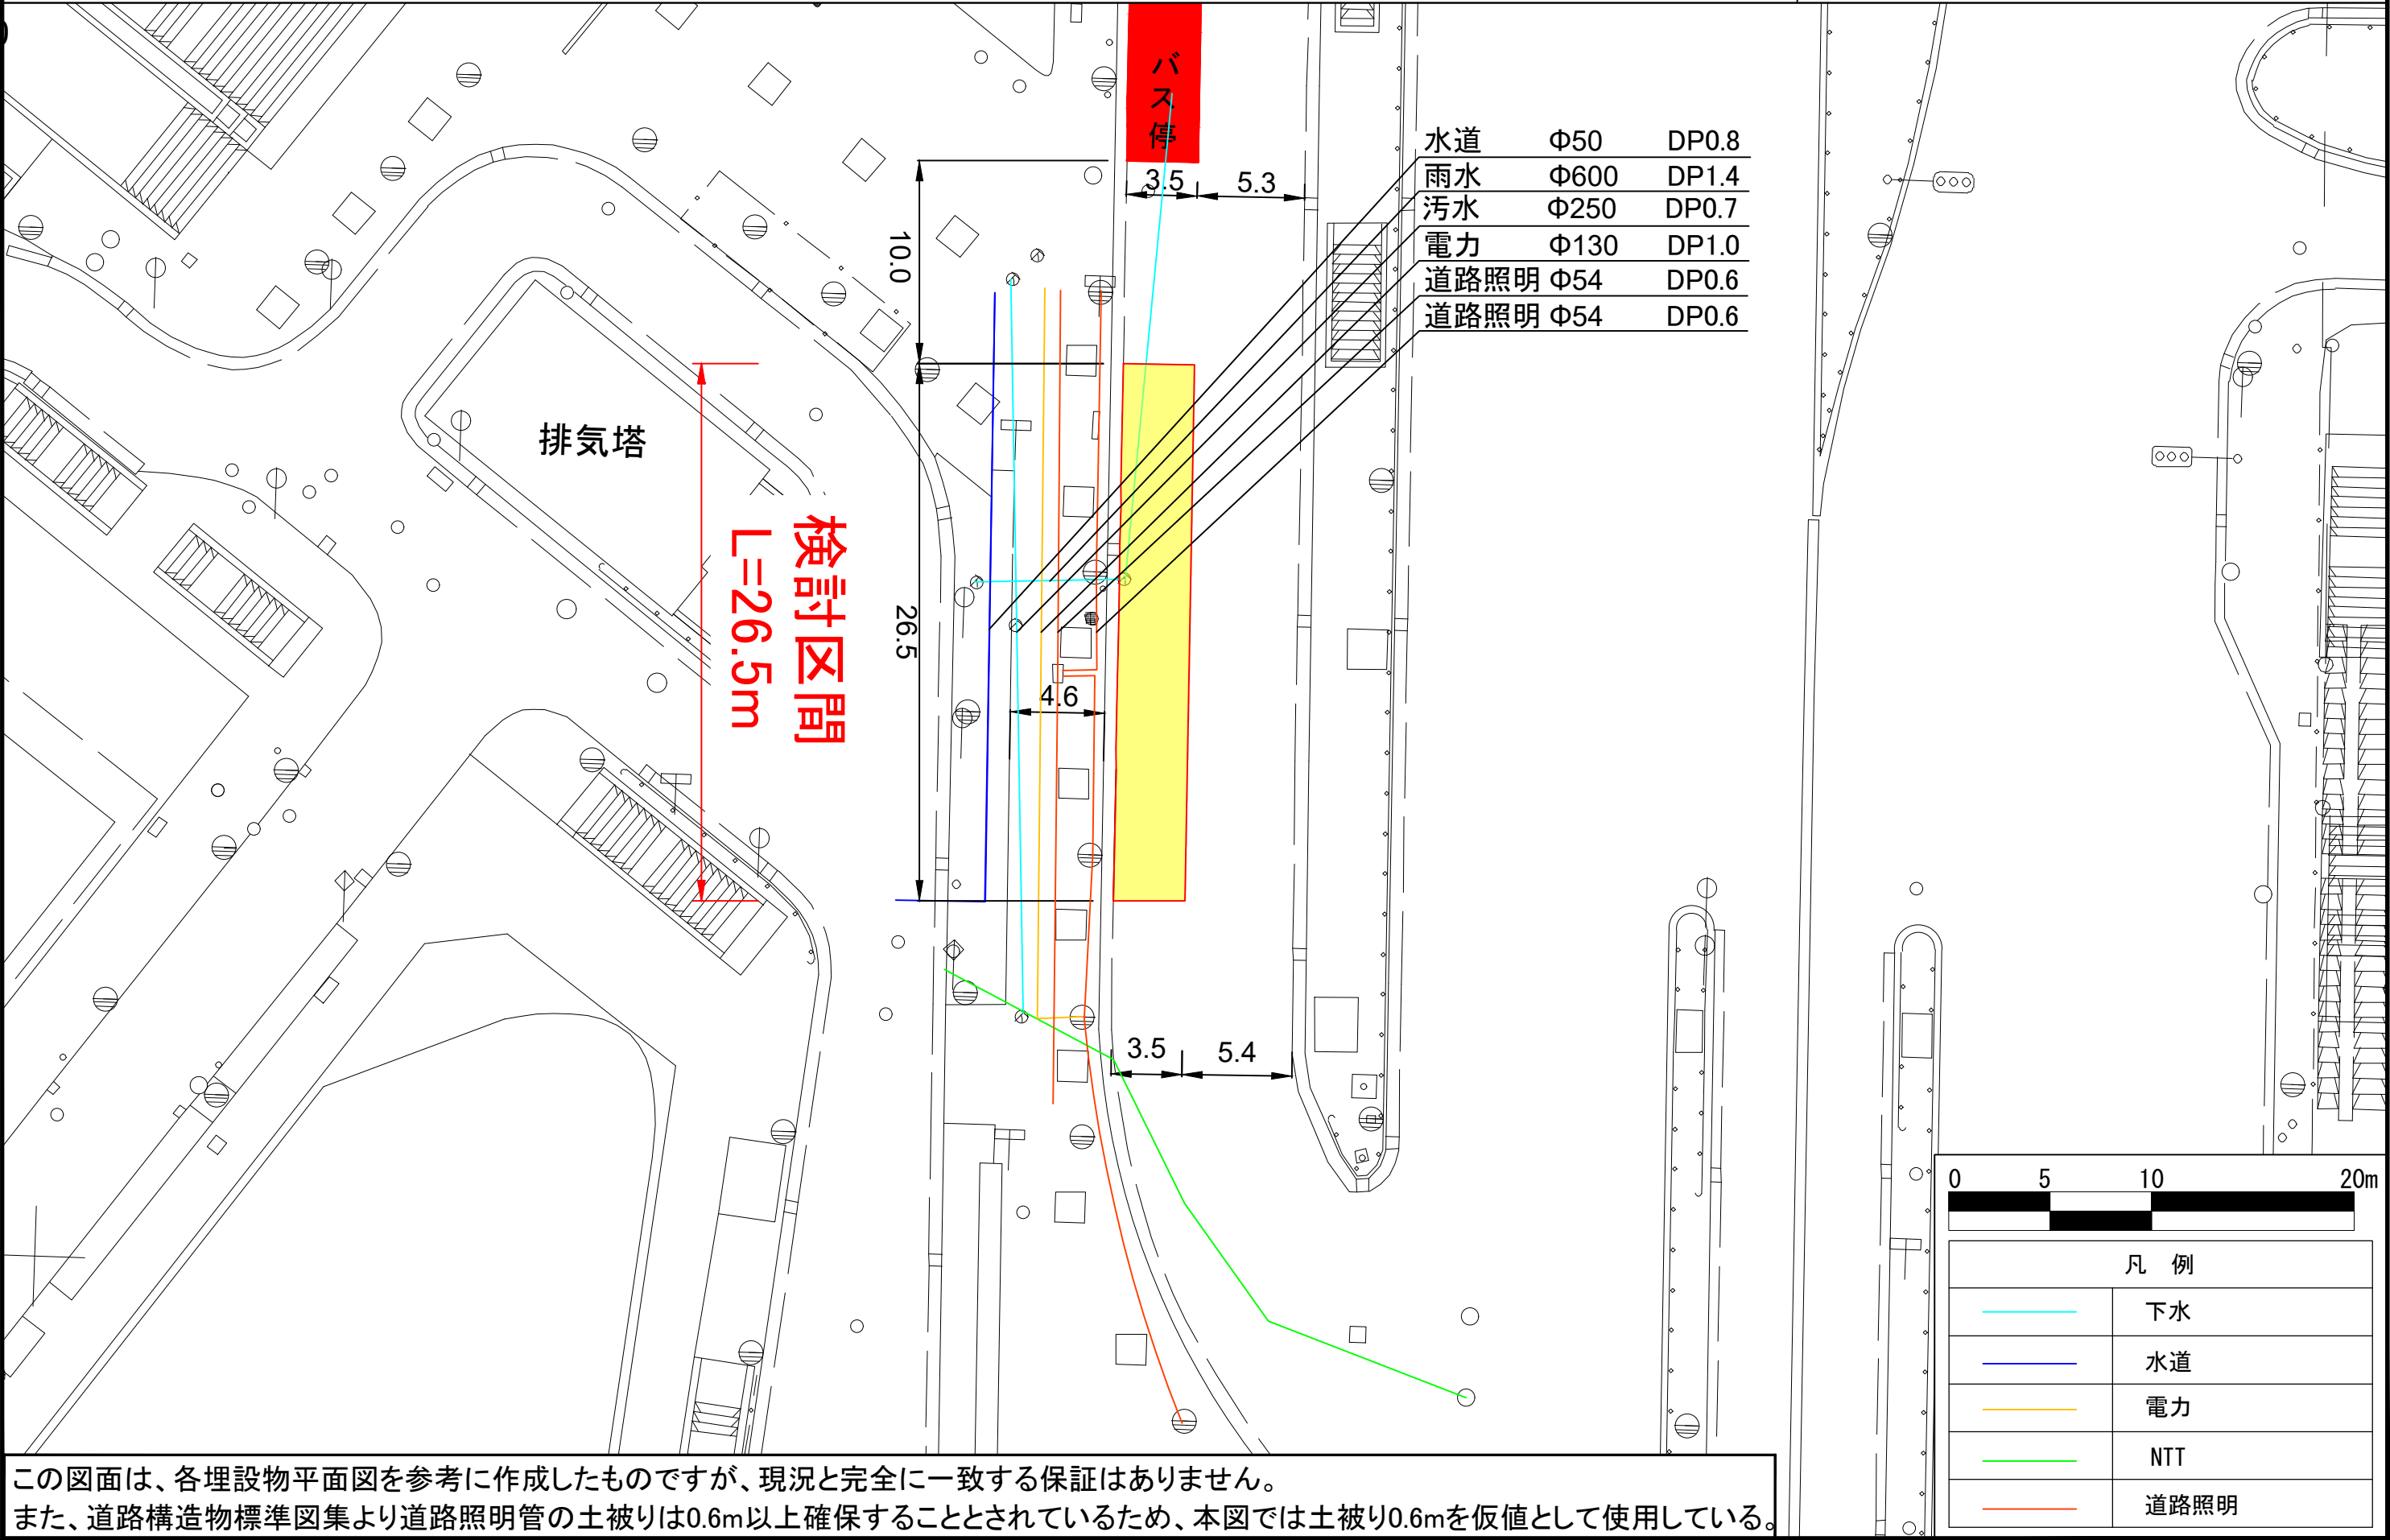 バス停
水道 Φ50 DP0.8
雨水 Φ600 DP1.4
汚水 Φ250 DP0.7
電力 Φ130 DP1.0
道路照明 Φ54 DP0.6
道路照明 Φ54 DP0.6
3.5 5.3
10.0
排気塔
検討区間
L=26.5m
26.5
4.6
3.5 5.4
0 5 10 20m
凡 例
下水
水道
電力
NTT
道路照明
この図面は、各埋設物平面図を参考に作成したものですが、現況と完全に一致する保証はありません。
また、道路構造物標準図集より道路照明管の土被りは0.6m以上確保することとされているため、本図では土被り0.6mを仮値として使用している。